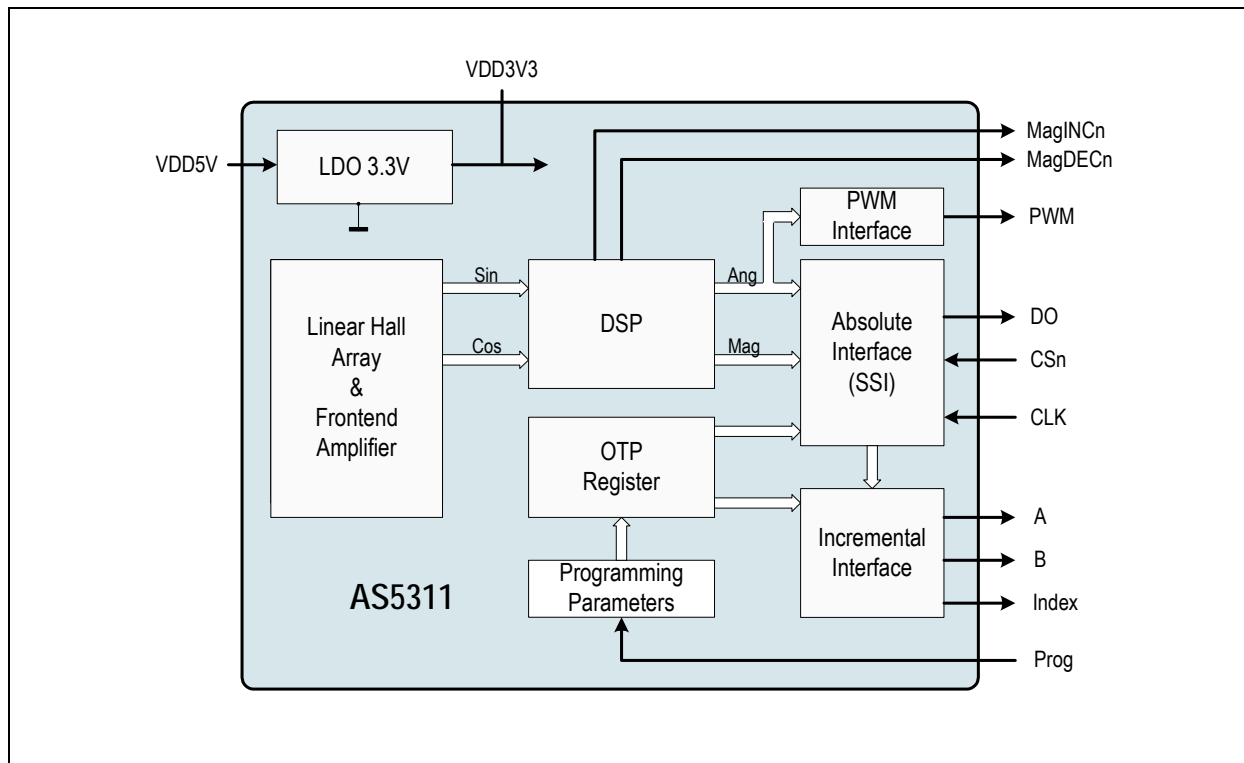 VDD3V3
VDD5V
LDO 3.3V
MagINCn
MagDECn
PWM
Interface
PWM
Linear Hall
Array
&
Frontend
Amplifier
Sin
Cos
DSP
Ang
Mag
Absolute
Interface
(SSI)
DO
CSn
CLK
OTP
Register
Incremental
Interface
A
B
Index
Programming
Parameters
Prog
AS5311